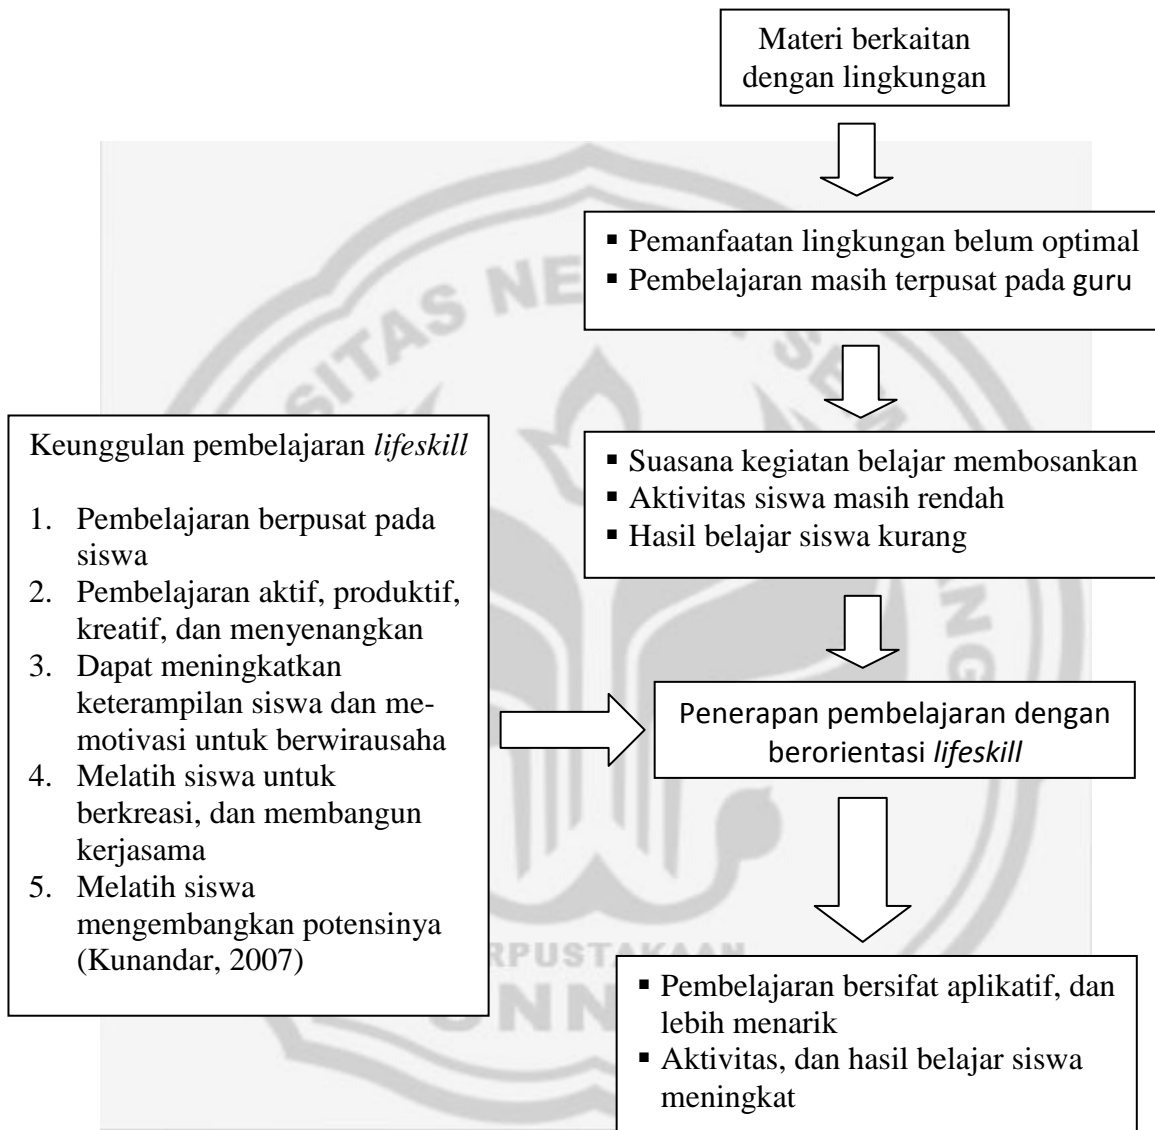 Materi berkaitan
dengan lingkungan
▪ Pemanfaatan lingkungan belum optimal
▪ Pembelajaran masih terpusat pada guru
▪ Suasana kegiatan belajar membosankan
▪ Aktivitas siswa masih rendah
▪ Hasil belajar siswa kurang
Keunggulan pembelajaran lifeskill
1. Pembelajaran berpusat pada
siswa
2. Pembelajaran aktif, produktif,
kreatif, dan menyenangkan
3. Dapat meningkatkan
keterampilan siswa dan me-
motivasi untuk berwirausaha
4. Melatih siswa untuk
berkreasi, dan membangun
kerjasama
5. Melatih siswa
mengembangkan potensinya
(Kunandar, 2007)
Penerapan pembelajaran dengan
berorientasi lifeskill
▪ Pembelajaran bersifat aplikatif, dan
lebih menarik
▪ Aktivitas, dan hasil belajar siswa
meningkat